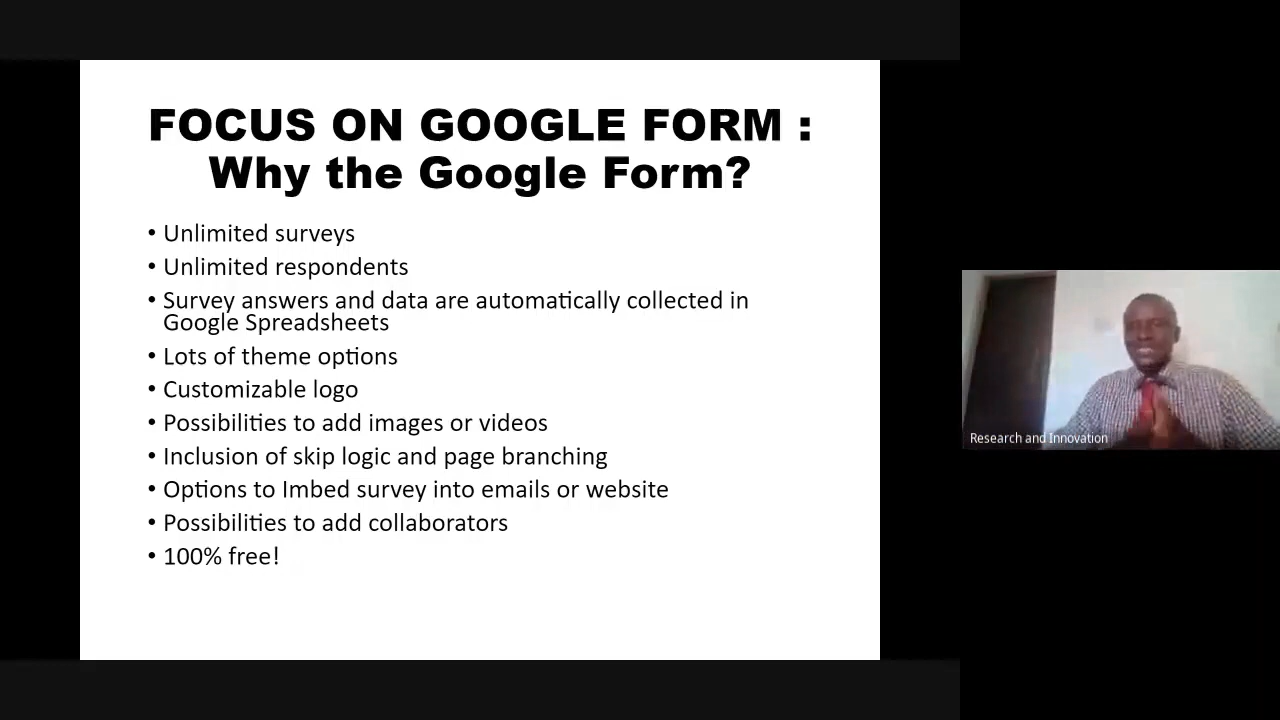 FOCUS ON GOOGLE FORM :
Why the Google Form?
• Unlimited surveys
• Unlimited respondents
• Survey answers and data are automatically collected in
Google Spreadsheets
• Lots of theme options
• Customizable logo
• Possibilities to add images or videos
• Inclusion of skip logic and page branching
• Options to Imbed survey into emails or website
• Possibilities to add collaborators
• 100% free!
Research and Innovation